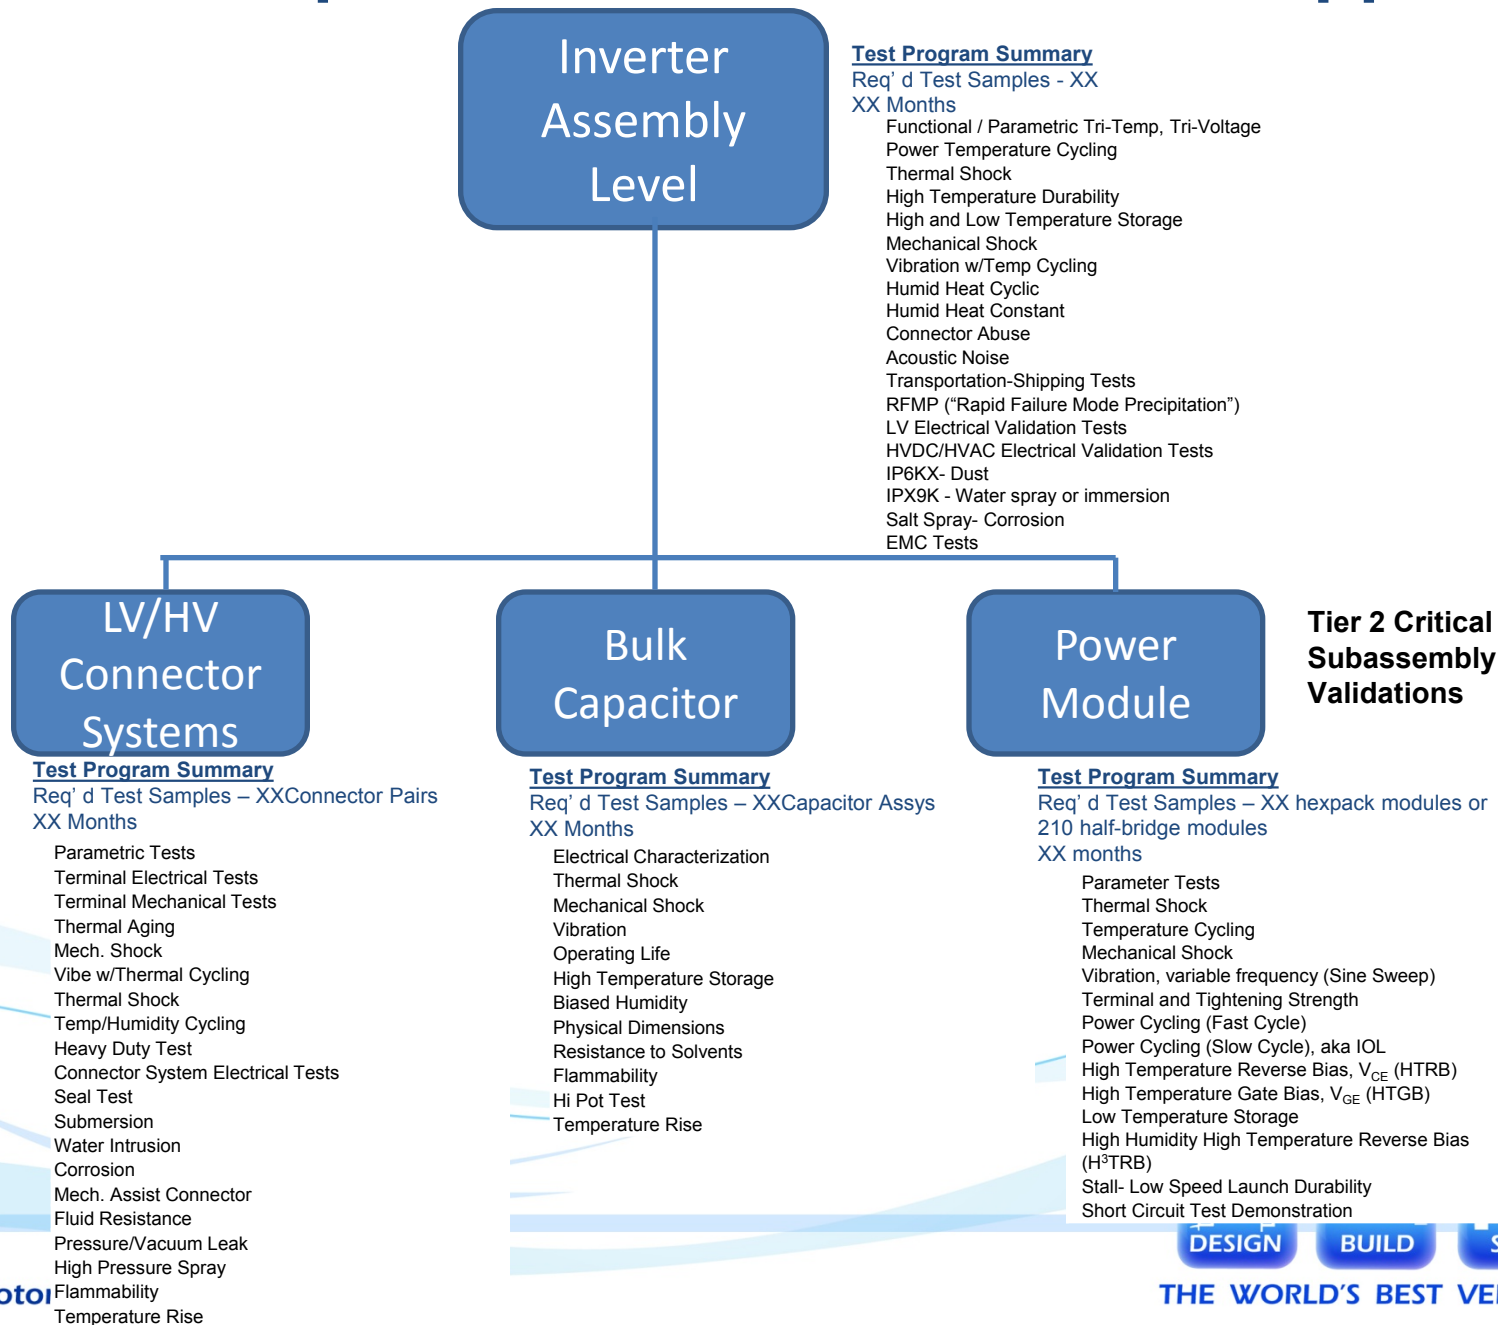 Inverter
Assembly
Level
Test Program Summary
Req' d Test Samples - XX
XX Months
Functional / Parametric Tri-Temp, Tri-Voltage
Power Temperature Cycling
Thermal Shock
High Temperature Durability
High and Low Temperature Storage
Mechanical Shock
Vibration w/Temp Cycling
Humid Heat Cyclic
Humid Heat Constant
Connector Abuse
Acoustic Noise
Transportation-Shipping Tests
RFMP (“Rapid Failure Mode Precipitation”)
LV Electrical Validation Tests
HVDC/HVAC Electrical Validation Tests
IP6KX- Dust
IPX9K - Water spray or immersion
Salt Spray- Corrosion
EMC Tests
LV/HV
Connector
Systems
Test Program Summary
Req' d Test Samples – XXConnector Pairs
XX Months
Parametric Tests
Terminal Electrical Tests
Terminal Mechanical Tests
Thermal Aging
Mech. Shock
Vibe w/Thermal Cycling
Thermal Shock
Temp/Humidity Cycling
Heavy Duty Test
Connector System Electrical Tests
Seal Test
Submersion
Water Intrusion
Corrosion
Mech. Assist Connector
Fluid Resistance
Pressure/Vacuum Leak
High Pressure Spray
Flammability
Temperature Rise
Bulk
Capacitor
Test Program Summary
Req' d Test Samples – XXCapacitor Assys
XX Months
Electrical Characterization
Thermal Shock
Mechanical Shock
Vibration
Operating Life
High Temperature Storage
Biased Humidity
Physical Dimensions
Resistance to Solvents
Flammability
Hi Pot Test
Temperature Rise
Power
Module
Tier 2 Critical
Subassembly
Validations
Test Program Summary
Req' d Test Samples – XX hexpack modules or
210 half-bridge modules
XX months
Parameter Tests
Thermal Shock
Temperature Cycling
Mechanical Shock
Vibration, variable frequency (Sine Sweep)
Terminal and Tightening Strength
Power Cycling (Fast Cycle)
Power Cycling (Slow Cycle), aka IOL
High Temperature Reverse Bias, VCE (HTRB)
High Temperature Gate Bias, VGE (HTGB)
Low Temperature Storage
High Humidity High Temperature Reverse Bias
(H³TRB)
Stall- Low Speed Launch Durability
Short Circuit Test Demonstration
DESIGN
BUILD
THE WORLD'S BEST